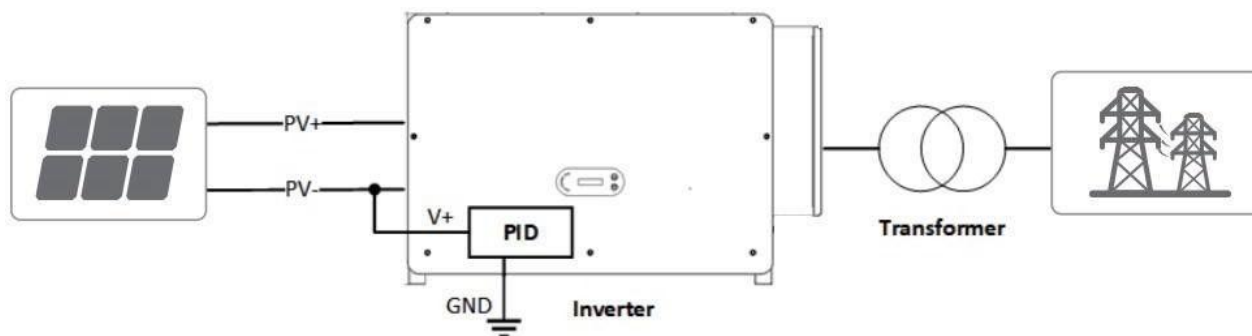 PV+
PV-
V+
PID
GND
Inverter
Transformer